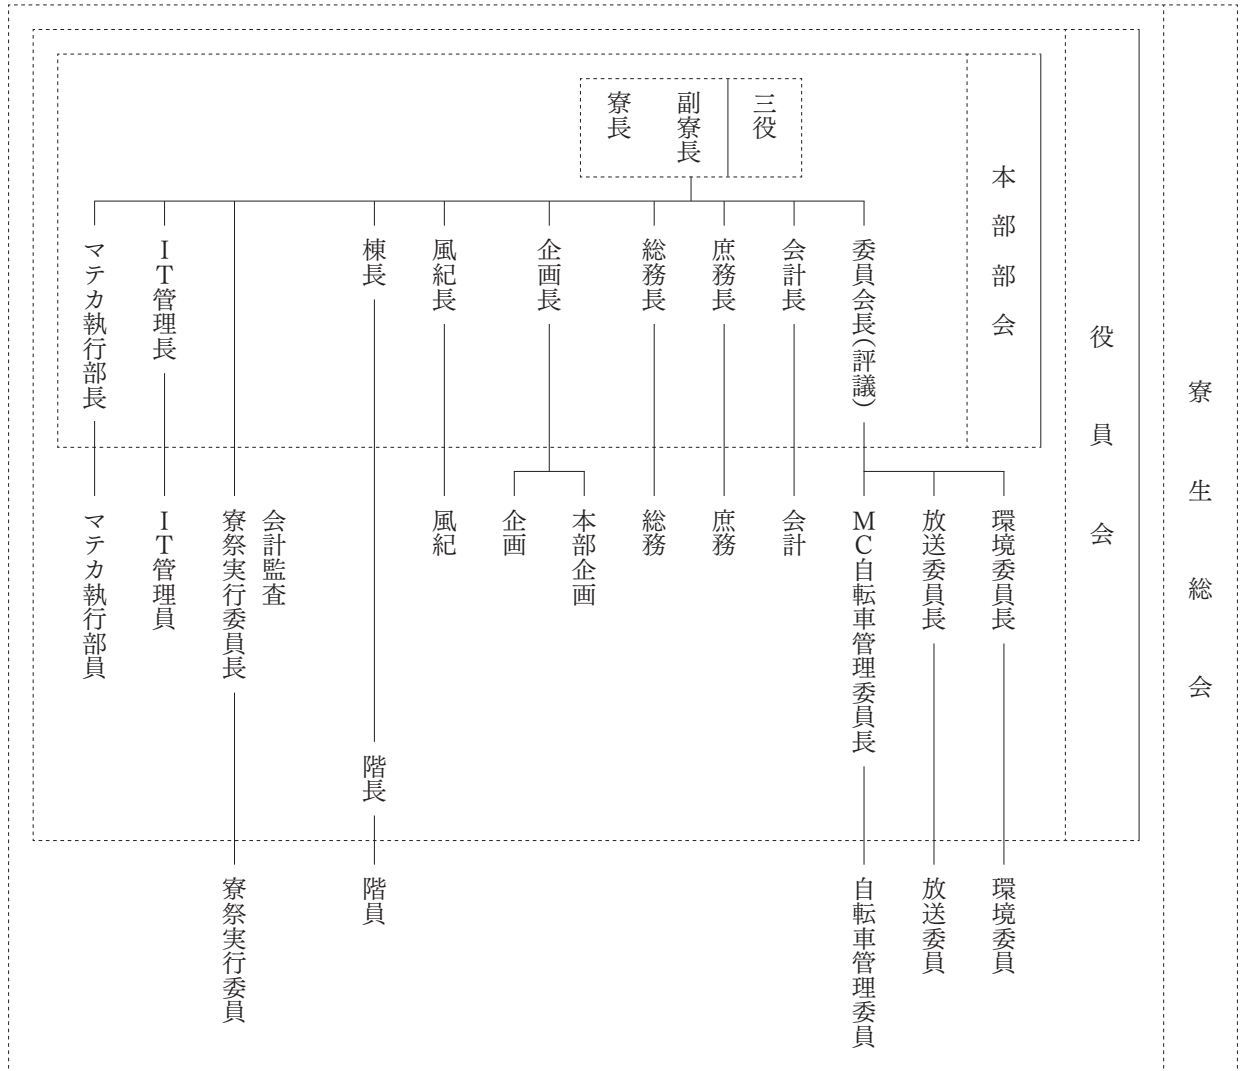 寮生総会
役員会
本部部会
三役
副寮長
寮長
委員会長(評議)
会計長
庶務長
総務長
企画長
風紀長
棟長
IT管理長
マテカ執行部長
環境委員長
放送委員長
MC自転車管理委員長
会計
庶務
総務
本部企画
企画
風紀
会計監査
寮祭実行委員長
IT管理員
マテカ執行部員
階長
環境委員
放送委員
自転車管理委員
階員
寮祭実行委員